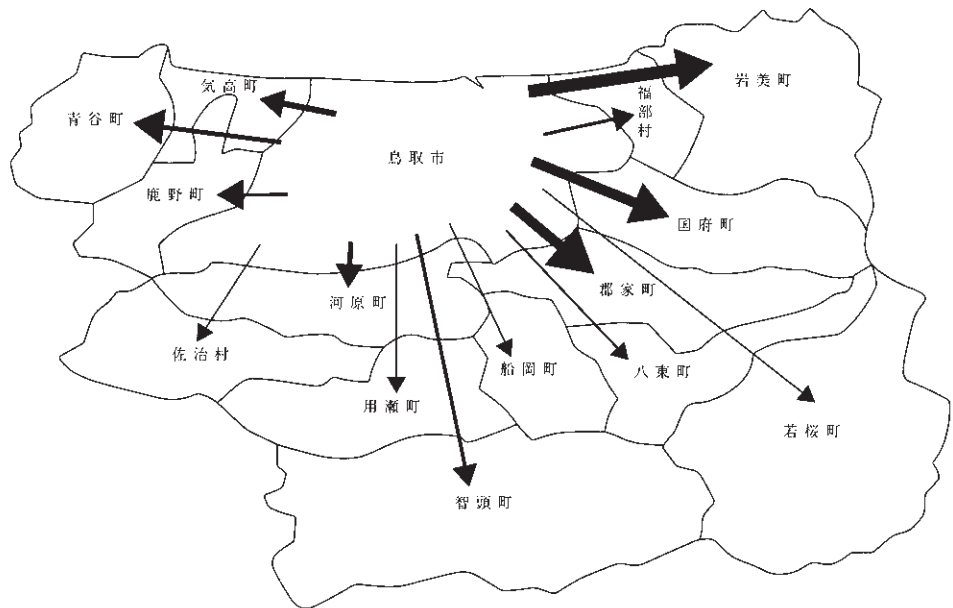 岩美町
気高町
福部村
青谷町
鳥取市
鹿野町
国府町
郡家町
河原町
佐治村
船岡町
八東町
用瀬町
若桜町
智頭町